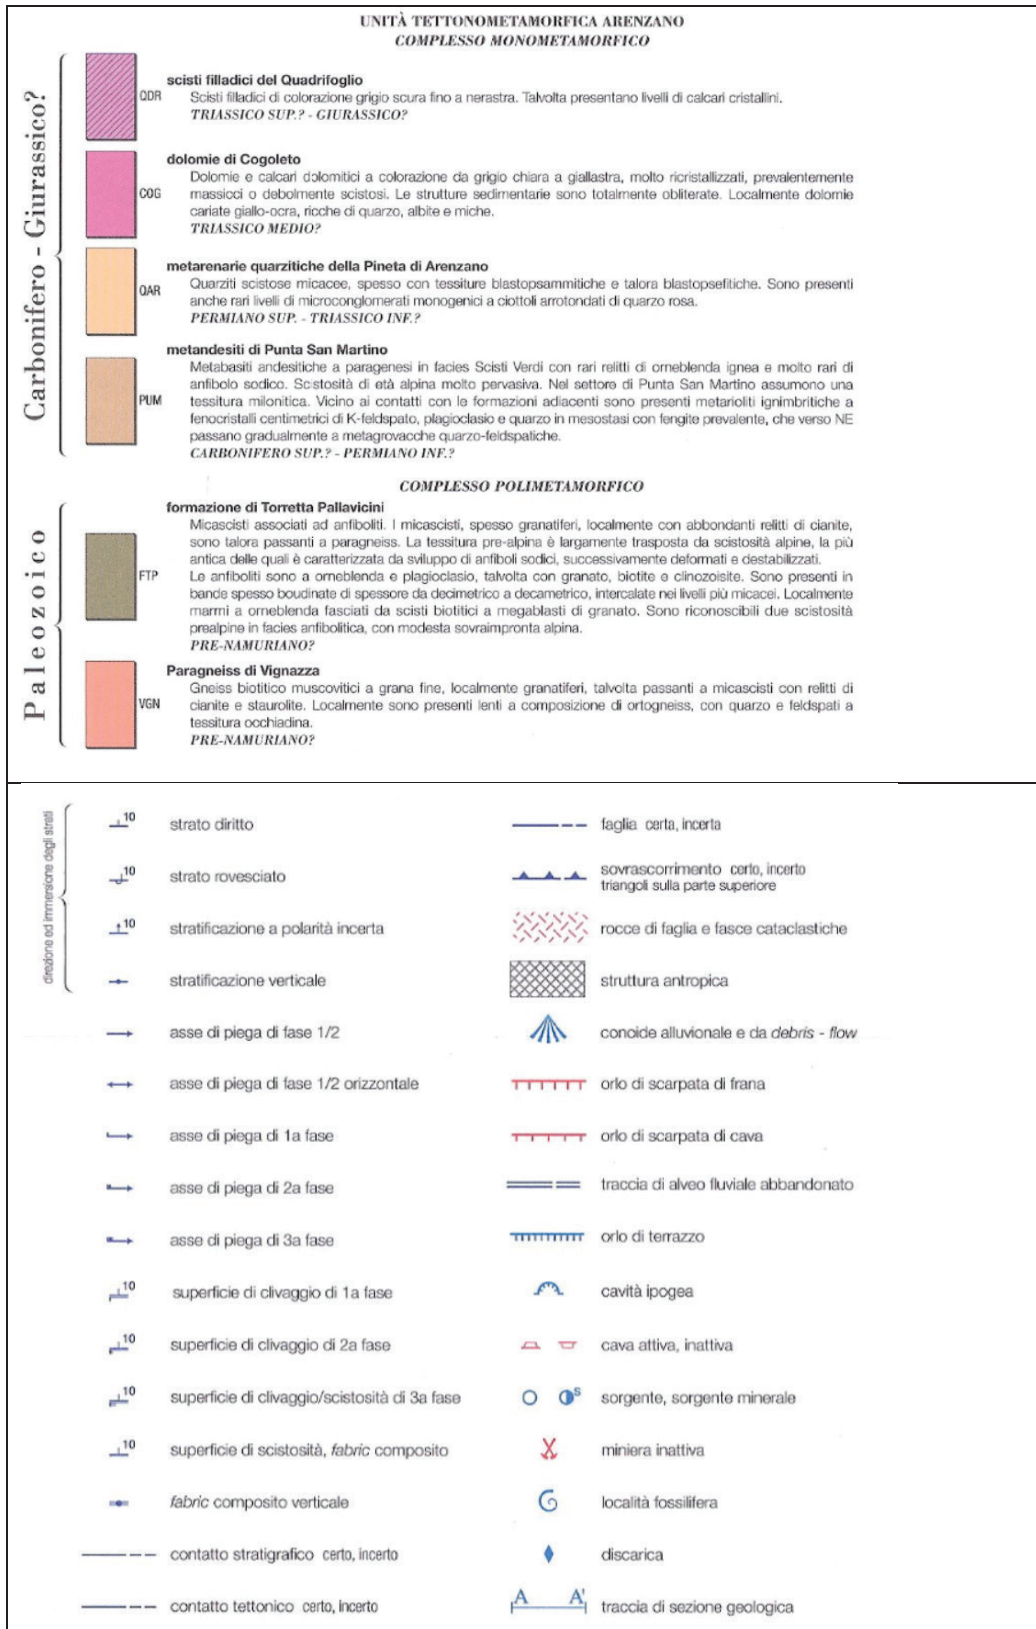 UNITÀ TETTONOMETAMORFICA ARENZANO
COMPLESSO MONOMETAMORFICO
Carbonifero - Giurassico?
scisti filladici del Quadrifoglio
QDR
Scisti filladici di colorazione grigio scura fino a nerastra. Talvolta presentano livelli di calcari cristallini.
TRIASSICO SUP.? - GIURASSICO?
dolomie di Cogoleto
COG
Dolomie e calcari dolomitici a colorazione da grigio chiara a giallastra, molto ricristallizzati, prevalentemente
massicci o debolmente scistosi. Le strutture sedimentarie sono totalmente obliterate. Localmente dolomie
cariate giallo-ocra, ricche di quarzo, albite e miche.
TRIASSICO MEDIO?
metarenarie quarzitiche della Pineta di Arenzano
QAR
Quarziti scistose micacee, spesso con tessiture blastopsammitiche e talora blastopsefitiche. Sono presenti
anche rari livelli di microconglomerati monogenici a ciottoli arrotondati di quarzo rosa.
PERMIANO SUP. - TRIASSICO INF.?
metandesiti di Punta San Martino
PUM
Metabasiti andesitiche a paragenesi in facies Scisti Verdi con rari relitti di orneblenda ignea e molto rari di
anfibolo sodico. Scistosità di età alpina molto pervasiva. Nel settore di Punta San Martino assumono una
tessitura milonitica. Vicino ai contatti con le formazioni adiacenti sono presenti metarioliti ignimbritiche a
fenocristalli centimetrici di K-feldspato, plagioclasio e quarzo in mesostasi con fengite prevalente, che verso NE
passano gradualmente a metagrovacche quarzo-feldspatiche.
CARBONIFERO SUP.? - PERMIANO INF.?
COMPLESSO POLIMETAMORFICO
Paleozoico
formazione di Torretta Pallavicini
FTP
Micascisti associati ad anfiboliti. I micascisti, spesso granatiferi, localmente con abbondanti relitti di cianite,
sono talora passanti a paragneiss. La tessitura pre-alpina è largamente trasposta da scistosità alpine, la più
antica delle quali è caratterizzata da sviluppo di anfiboli sodici, successivamente deformati e destabilizzati.
Le anfiboliti sono a orneblenda e plagioclasio, talvolta con granato, biotite e clinozoisite. Sono presenti in
bande spesso boudinate di spessore da decimetrico a decametrico, intercalate nei livelli più micacei. Localmente
marmi a orneblenda fasciati da scisti biotitici a megablasti di granato. Sono riconoscibili due scistosità
prealpine in facies anfibolitica, con modesta sovraimpronta alpina.
PRE-NAMURIANO?
Paragneiss di Vignazza
VGN
Gneiss biotitico muscovitici a grana fine, localmente granatiferi, talvolta passanti a micascisti con relitti di
cianite e staurolite. Localmente sono presenti lenti a composizione di ortogneiss, con quarzo e feldspati a
tessitura occhiadina.
PRE-NAMURIANO?
direzione ed immersione degli strati
10 strato diritto
10 strato rovesciato
10 stratificazione a polarità incerta
stratificazione verticale
asse di piega di fase 1/2
asse di piega di fase 1/2 orizzontale
asse di piega di 1a fase
asse di piega di 2a fase
asse di piega di 3a fase
10 superficie di clivaggio di 1a fase
10 superficie di clivaggio di 2a fase
10 superficie di clivaggio/scistosità di 3a fase
10 superficie di scistosità, fabric composito
fabric composito verticale
contatto stratigrafico certo, incerto
contatto tettonico certo, incerto
faglia certa, incerta
sovrascorrimento certo, incerto
triangoli sulla parte superiore
rocce di faglia e fasce cataclastiche
struttura antropica
conoide alluvionale e da debris - flow
orlo di scarpata di frana
orlo di scarpata di cava
traccia di alveo fluviale abbandonato
orlo di terrazzo
cavità ipogea
cava attiva, inattiva
S sorgente, sorgente minerale
miniera inattiva
località fossilifera
discarica
A A' traccia di sezione geologica